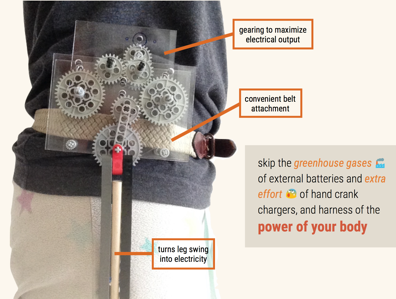 gearing to maximize
electrical output
convenient belt
attachment
skip the greenhouse gases
of external batteries and extra
effort of hand crank
chargers, and harness of the
power of your body
turns leg swing
into electricity